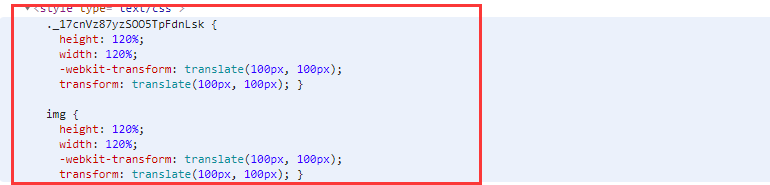 <style type="text/css">
._17cnVz87yzSOO5TpFdnLsk {
height: 120%;
width: 120%;
-webkit-transform: translate(100px, 100px);
transform: translate(100px, 100px); }
img {
height: 120%;
width: 120%;
-webkit-transform: translate(100px, 100px);
transform: translate(100px, 100px); }